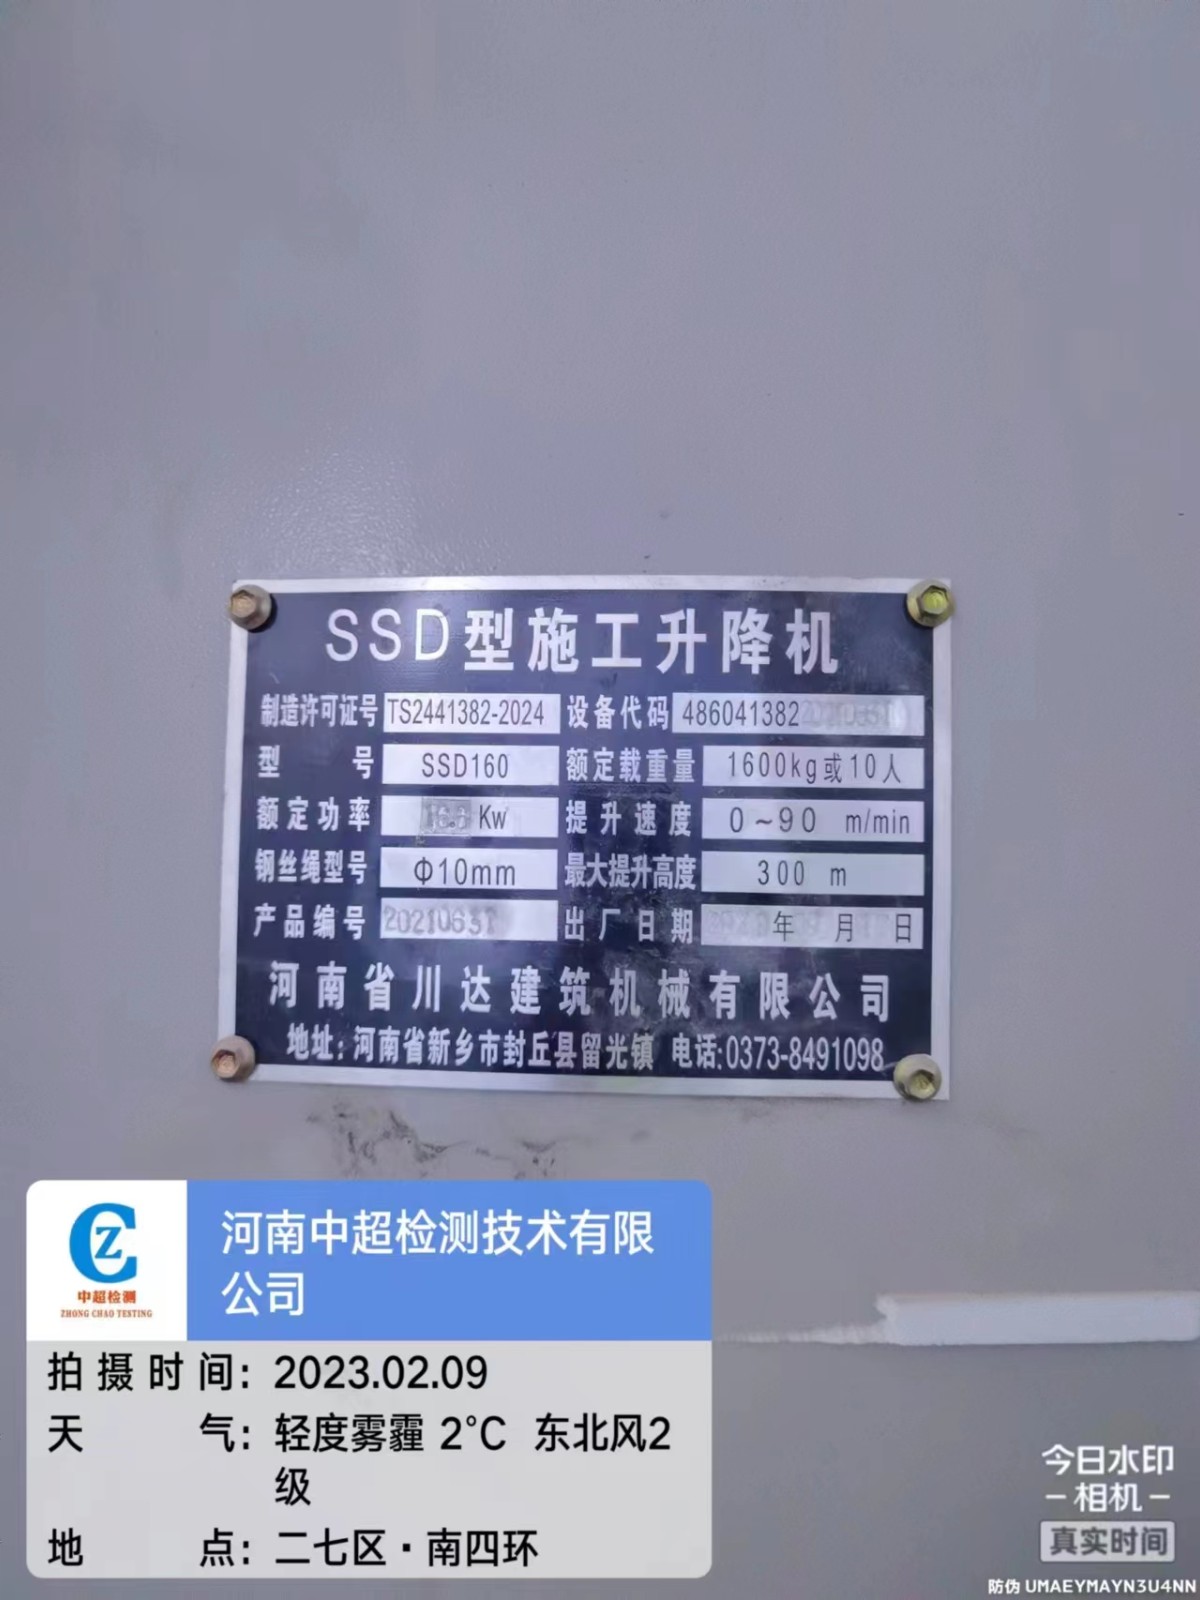 SSD型施工升降机
制造许可证号 TS2441382-2024 设备代码 486041382
型号 SSD160 额定载重量 1600kg或10人
额定功率 Kw 提升速度 0~90 m/min
钢丝绳型号 Φ10mm 最大提升高度 300 m
产品编号 20210631 出厂日期 年 月 日
河南省川达建筑机械有限公司
地址:河南省新乡市封丘县留光镇 电话:0373-8491098
CZ
中超检测
ZHONG CHAO TESTING
河南中超检测技术有限
公司
拍摄时间: 2023.02.09
天气: 轻度雾霾 2°C 东北风2
级
地点: 二七区·南四环
今日水印
-相机-
真实时间
防伪 UMAEYMAYN3U4NN